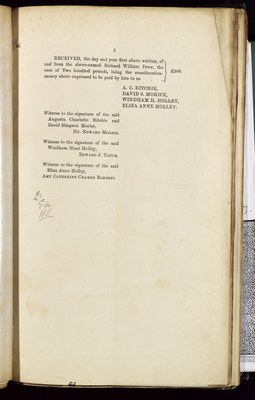 3
RECEIVED, the day and year first above written, of
and from the above-named Richard William Drew, the
sum of Two hundred pounds, being the consideration-
money above expressed to be paid by him to us
£200.
A. C. RITCHIE,
DAVID S. MORICE,
WINDHAM H. HOLLEY,
ELIZA ANNE HOLLEY.
Witness to the signature of the said
Augusta Charlotte Ritchie and
David Simpson Morice,
HY. EDWARD MORRIS.
Witness to the signature of the said
Windham Hunt Holley,
EDWARD J.
Witness to the signature of the said
Eliza Anne Holley,
AMY CATHERINE CRAMER ROBERTS.